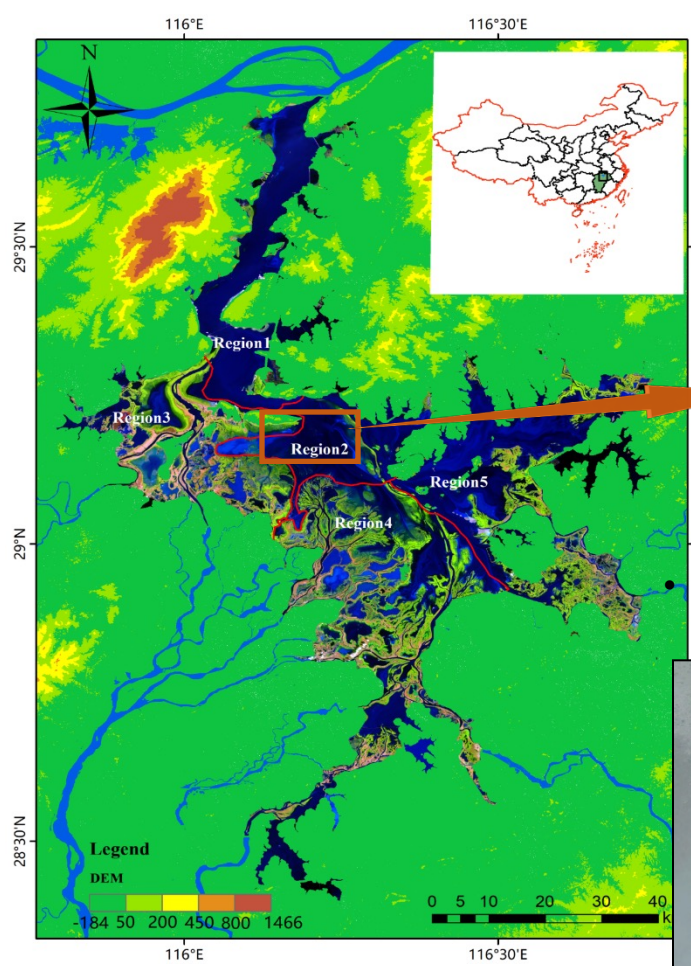 116°E
116°30'E
N
29°30'N
Region1
Region3
Region2
Region5
Region4
29°N
28°30'N
Legend
DEM
-184 50 200 450 800 1466
0 5 10 20 30 40
k
116°E
116°30'E